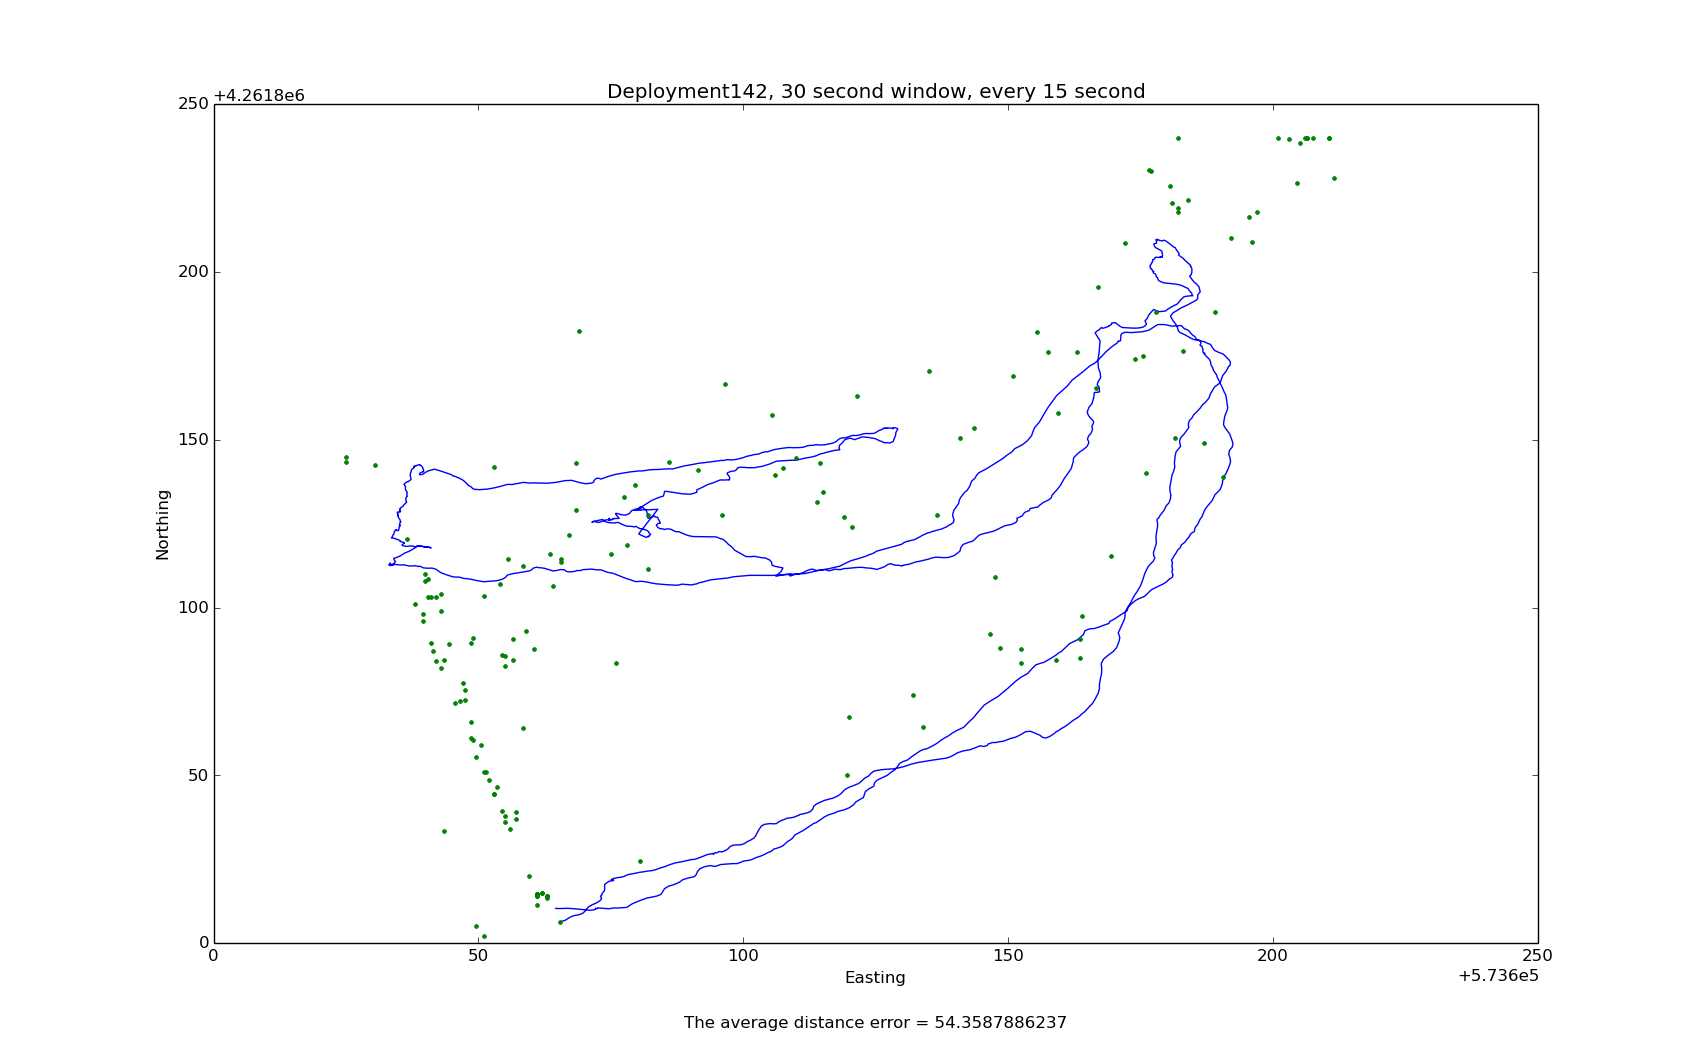 Deployment142, 30 second window, every 15 second
+4.2618e6
250
200
150
100
50
0
Northing
0 50 100 150 200 250
Easting
+5.736e5
The average distance error = 54.3587886237